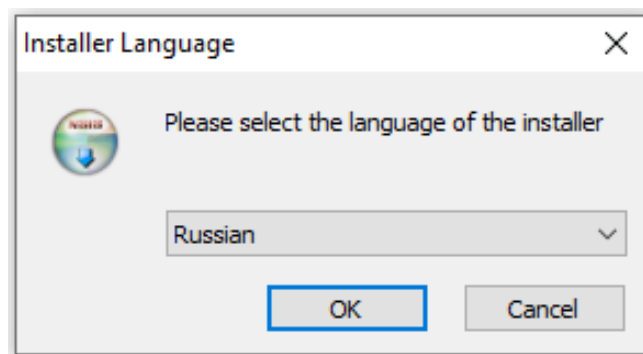 Installer Language
Please select the language of the installer
Russian
OK Cancel